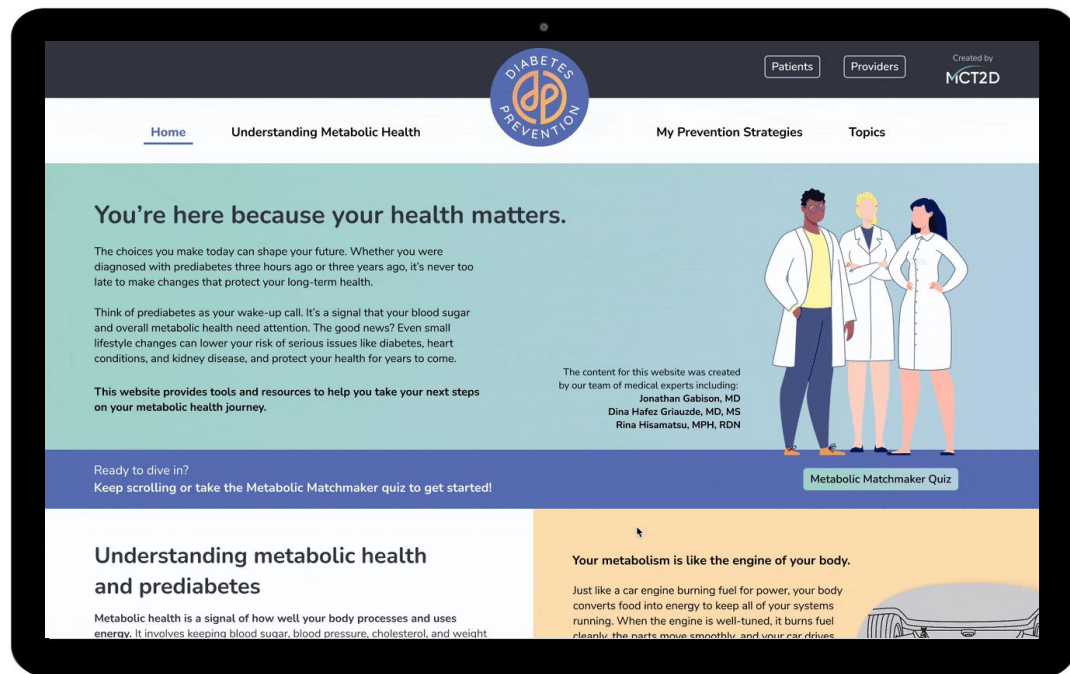 Patients
Providers
Created by
MCT2D
DIABETES
dp
PREVENTION
Home
Understanding Metabolic Health
My Prevention Strategies
Topics
You're here because your health matters.
The choices you make today can shape your future. Whether you were
diagnosed with prediabetes three hours ago or three years ago, it's never too
late to make changes that protect your long-term health.
Think of prediabetes as your wake-up call. It's a signal that your blood sugar
and overall metabolic health need attention. The good news? Even small
lifestyle changes can lower your risk of serious issues like diabetes, heart
conditions, and kidney disease, and protect your health for years to come.
This website provides tools and resources to help you take your next steps
on your metabolic health journey.
The content for this website was created
by our team of medical experts including:
Jonathan Gabison, MD
Dina Hafez Griauzde, MD, MS
Rina Hisamatsu, MPH, RDN
Ready to dive in?
Keep scrolling or take the Metabolic Matchmaker quiz to get started!
Metabolic Matchmaker Quiz
Understanding metabolic health
and prediabetes
Metabolic health is a signal of how well your body processes and uses
energy. It involves keeping blood sugar, blood pressure, cholesterol, and weight
Your metabolism is like the engine of your body.
Just like a car engine burning fuel for power, your body
converts food into energy to keep all of your systems
running. When the engine is well-tuned, it burns fuel
cleanly, the parts move smoothly, and your car drives